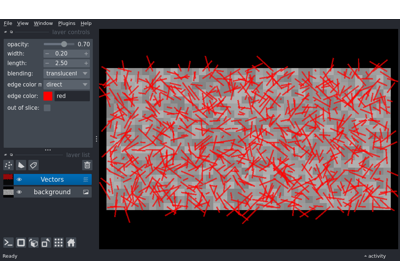 File View Window Plugins Help
layer controls
opacity: 0.70
width: 0.20
length: 2.50
blending: translucent
edge color m direct
edge color: red
out of slice:
layer list
Vectors
background
Ready activity